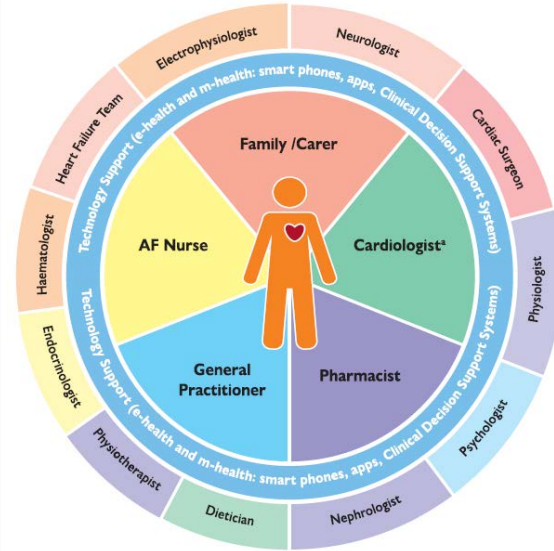 Electrophysiologist
Neurologist
Cardiac Surgeon
Physiologist
Psychologist
Nephrologist
Dietician
Physiotherapist
Endocrinologist
Haematologist
Heart Failure Team
Technology Support (e-health and m-health: smart phones, apps, Clinical Decision Support Systems)
Family /Carer
AF Nurse
Cardiologistᵃ
General
Practitioner
Pharmacist
Technology Support (e-health and m-health: smart phones, apps, Clinical Decision Support Systems)